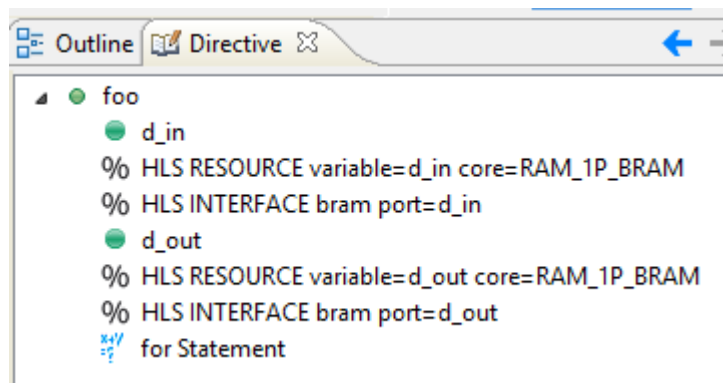 Outline Directive
foo
d_in
% HLS RESOURCE variable=d_in core=RAM_1P_BRAM
% HLS INTERFACE bram port=d_in
d_out
% HLS RESOURCE variable=d_out core=RAM_1P_BRAM
% HLS INTERFACE bram port=d_out
for Statement